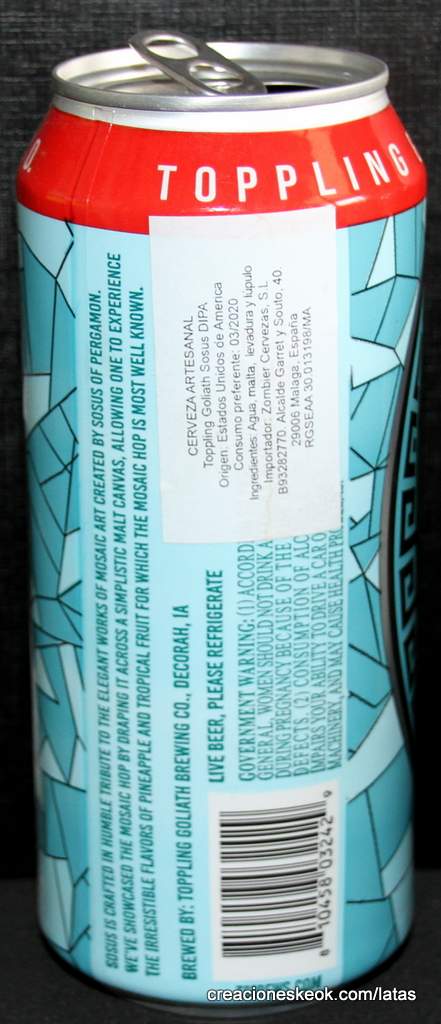 O.
TOPPLING
SOSUS IS CRAFTED IN HUMBLE TRIBUTE TO THE ELEGANT WORKS OF MOSAIC ART CREATED BY SOSUS OF PERGAMON.
WE'VE SHOWCASED THE MOSAIC HOP BY DRAPING IT ACROSS A SIMPLISTIC MALT CANVAS, ALLOWING ONE TO EXPERIENCE
THE IRRESISTIBLE FLAVORS OF PINEAPPLE AND TROPICAL FRUIT FOR WHICH THE MOSAIC HOP IS MOST WELL KNOWN.
BREWED BY: TOPPLING GOLIATH BREWING CO., DECORAH, IA
LIVE BEER, PLEASE REFRIGERATE
CERVEZA ARTESANAL
Toppling Goliath Sosus DIPA
Origen: Estados Unidos de America
Consumo preferente: 03/2020
Ingredientes: Agua, malta, levadura y lúpulo
Importador: Zombier Cervezas, S.L.
B93282770. Alcalde Garret y Souto, 40.
29006 Malaga. España
RGSEAA 30.013198/MA
GOVERNMENT WARNING: (1) ACCORD
GENERAL, WOMEN SHOULD NOT DRINK A
DURING PREGNANCY BECAUSE OF THE
DEFECTS. (2) CONSUMPTION OF ALC
IMPAIRS YOUR ABILITY TO DRIVE A CAR O
MACHINERY, AND MAY CAUSE HEALTH PR
8 10458 03242 9
creacioneskeok.com/latas